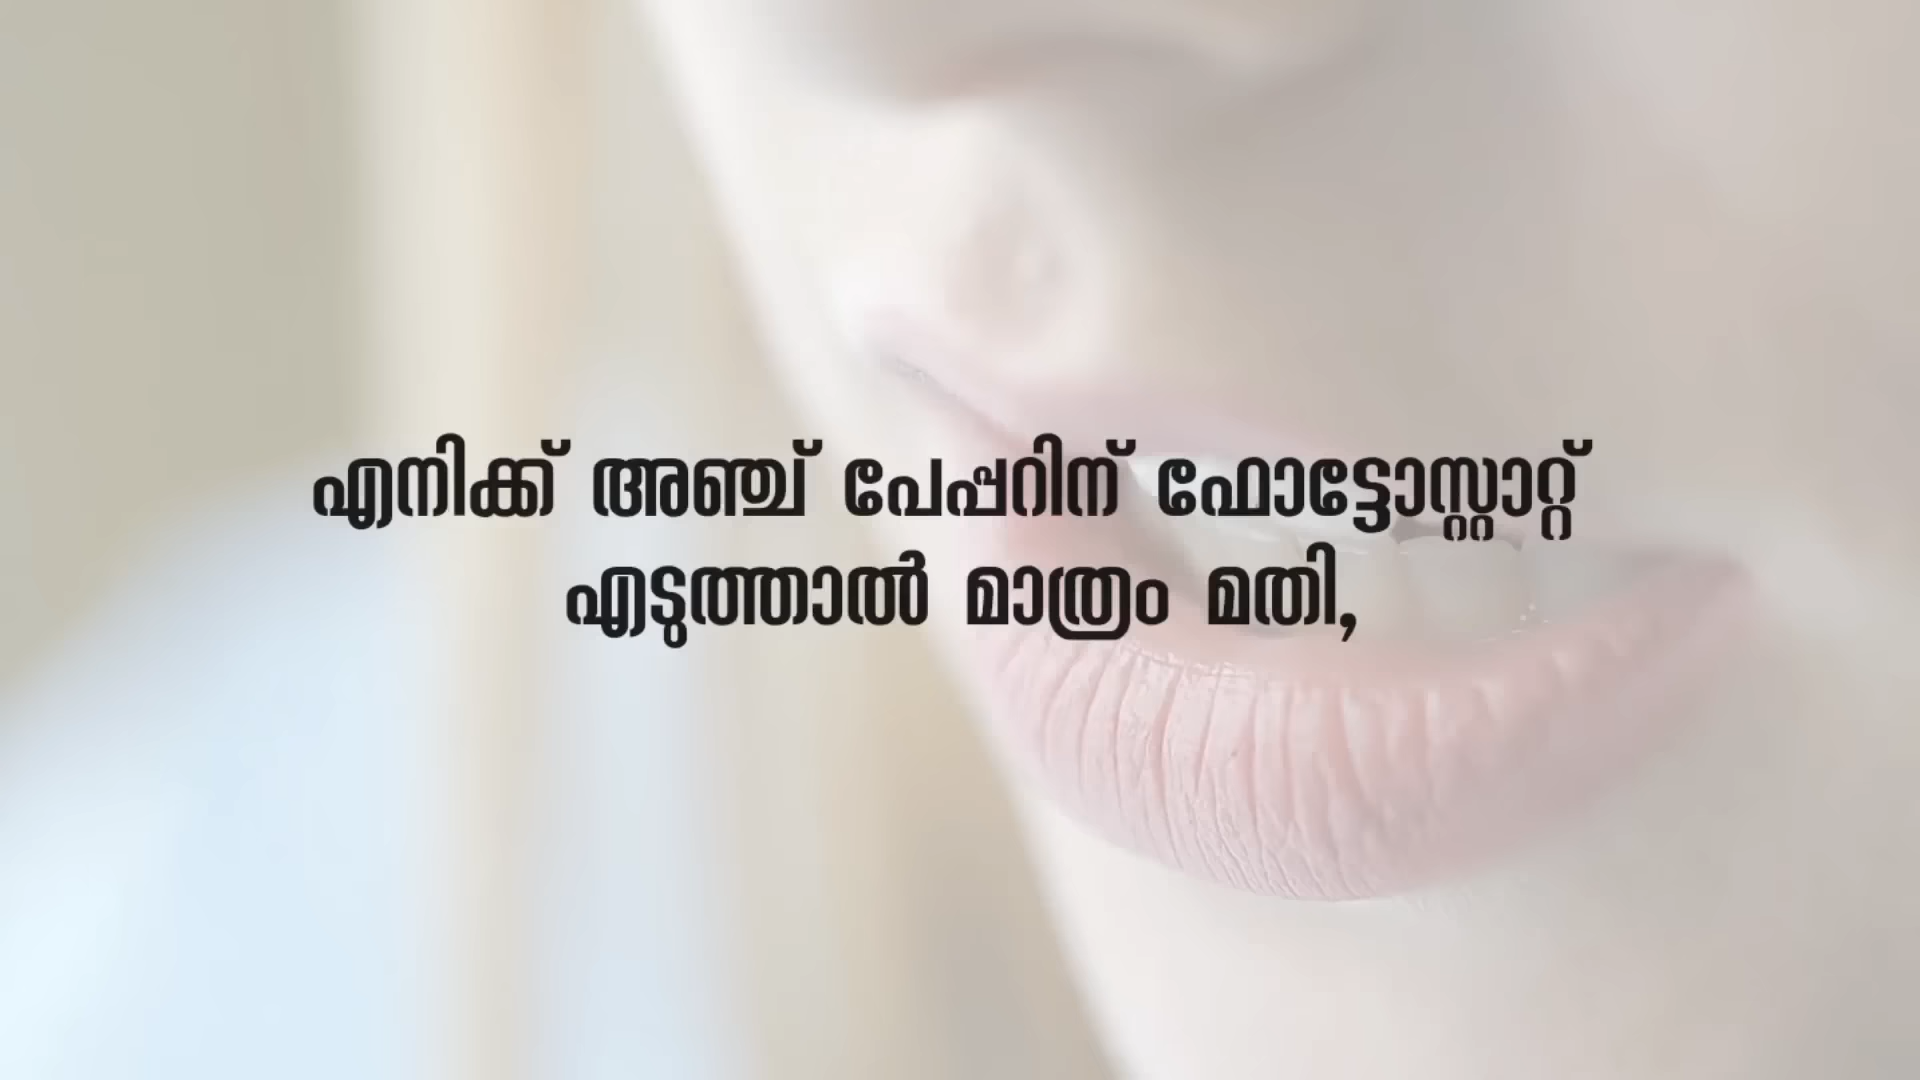 എനിക്ക് അഞ്ച് പേപ്പറിന് ഫോട്ടോസ്റ്റാറ്റ്
എടുത്താൽ മാത്രം മതി,